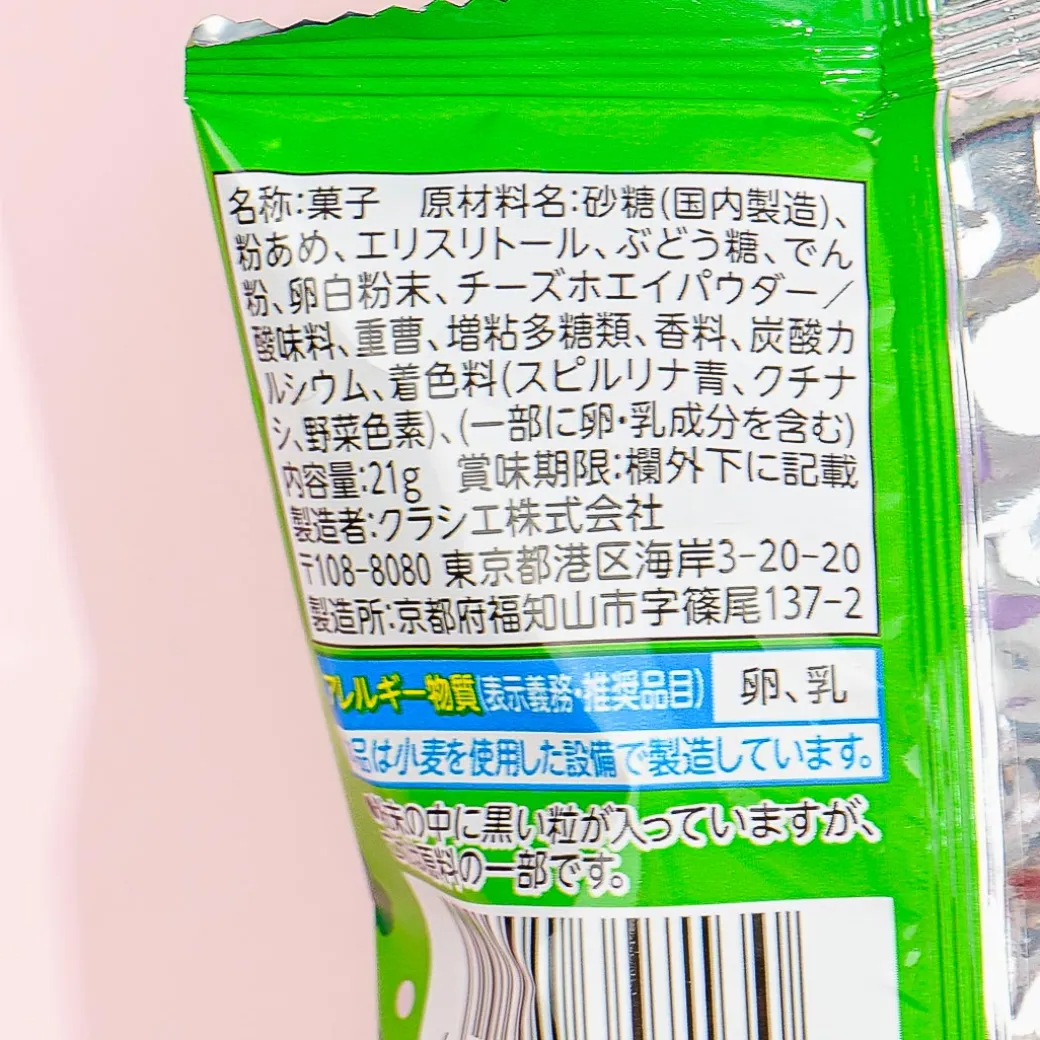 名称:菓子　原材料名:砂糖(国内製造)、
粉あめ、エリスリトール、ぶどう糖、でん
粉、卵白粉末、チーズホエイパウダー／
酸味料、重曹、増粘多糖類、香料、炭酸カ
ルシウム、着色料(スピルリナ青、クチナ
シ、野菜色素)、(一部に卵・乳成分を含む)
内容量:21g　賞味期限:欄外下に記載
製造者:クラシエ株式会社
〒108-8080 東京都港区海岸3-20-20
製造所:京都府福知山市字篠尾137-2
アレルギー物質(表示義務・推奨品目) 卵、乳
品は小麦を使用した設備で製造しています。
粉末の中に黒い粒が入っていますが、
原料の一部です。